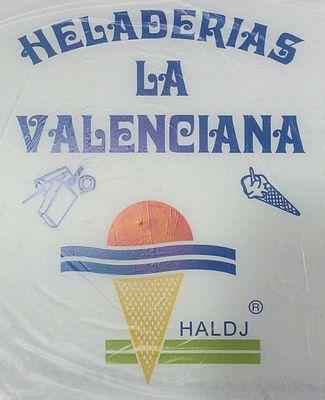 HELADERIAS
LA
VALENCIANA
®
HALDJ